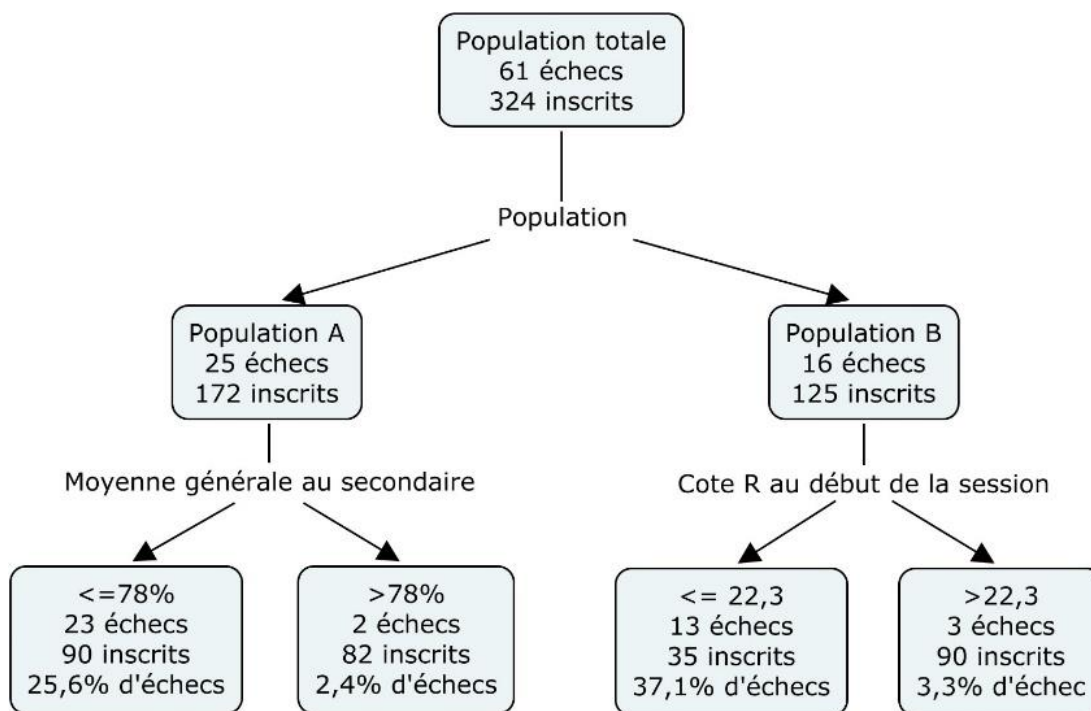 Population totale
61 échecs
324 inscrits
Population
Population A
25 échecs
172 inscrits
Population B
16 échecs
125 inscrits
Moyenne générale au secondaire
Cote R au début de la session
<=78%
23 échecs
90 inscrits
25,6% d'échecs
>78%
2 échecs
82 inscrits
2,4% d'échecs
<= 22,3
13 échecs
35 inscrits
37,1% d'échecs
>22,3
3 échecs
90 inscrits
3,3% d'échec